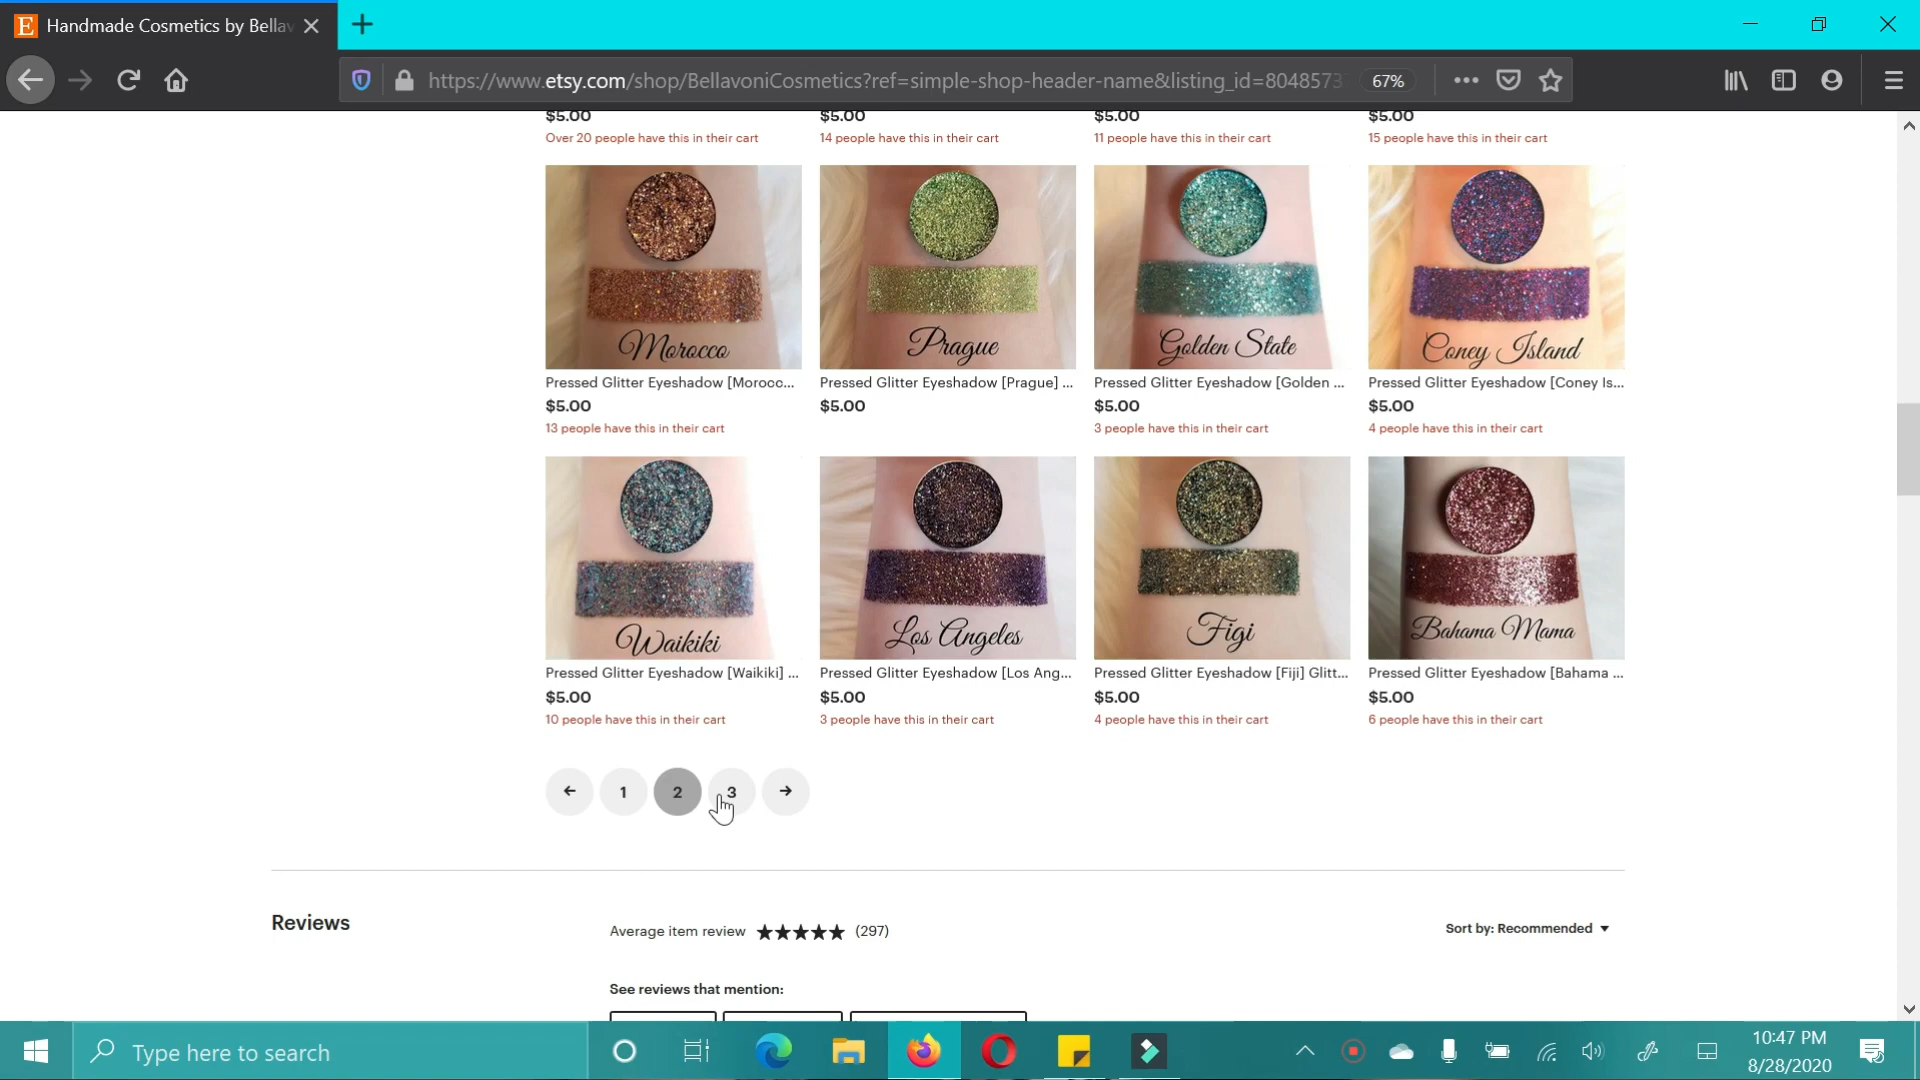 Handmade Cosmetics by Bellav
https://www.etsy.com/shop/BellavoniCosmetics?ref=simple-shop-header-name&listing_id=8048573
67%
$5.00 $5.00 $5.00 $5.00
Over 20 people have this in their cart 14 people have this in their cart 11 people have this in their cart 15 people have this in their cart
Morocco Prague Golden State Coney Island
Pressed Glitter Eyeshadow [Morocc... Pressed Glitter Eyeshadow [Prague] ... Pressed Glitter Eyeshadow [Golden ... Pressed Glitter Eyeshadow [Coney Is...
$5.00 $5.00 $5.00 $5.00
13 people have this in their cart 3 people have this in their cart 4 people have this in their cart
Waikiki Los Angeles Figi Bahama Mama
Pressed Glitter Eyeshadow [Waikiki] ... Pressed Glitter Eyeshadow [Los Ang... Pressed Glitter Eyeshadow [Fiji] Glitt... Pressed Glitter Eyeshadow [Bahama ...
$5.00 $5.00 $5.00 $5.00
10 people have this in their cart 3 people have this in their cart 4 people have this in their cart 6 people have this in their cart
1 2 3
Reviews
Average item review (297)
Sort by: Recommended
See reviews that mention:
Type here to search
10:47 PM
8/28/2020